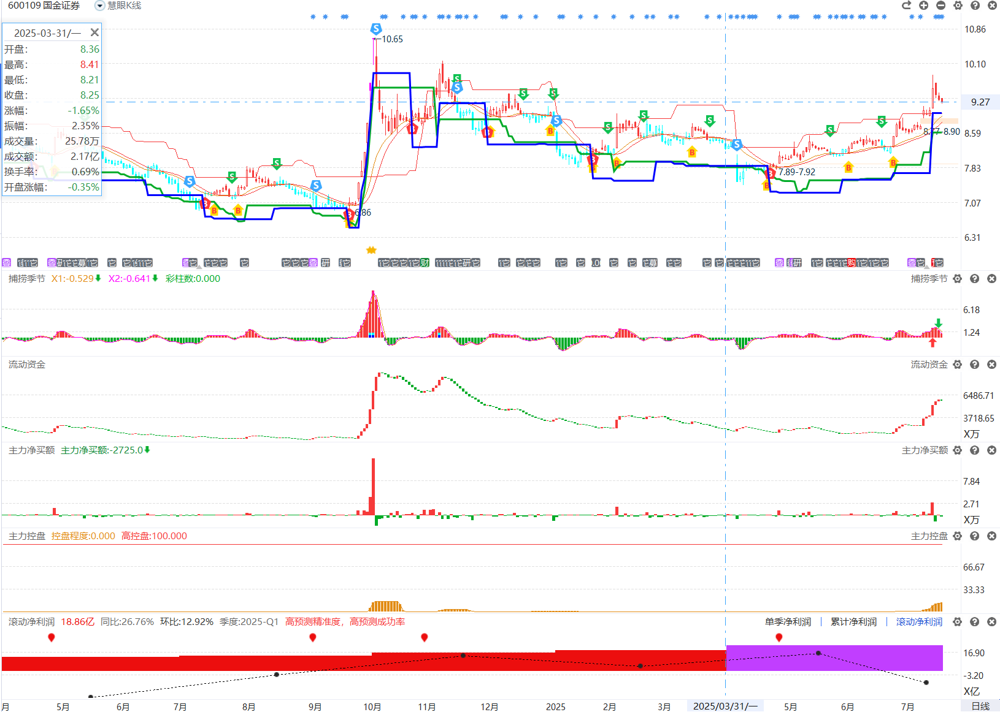 600109 国金证券 慧眼K线
2025-03-31/一
开盘: 8.36
最高: 8.41
最低: 8.21
收盘: 8.25
涨幅: -1.65%
振幅: 2.35%
成交量: 25.78万
成交额: 2.17亿
换手率: 0.69%
开盘涨幅: -0.35%
10.65
6.86
7.89-7.92
8.77-8.90
10.86
10.10
9.27
8.59
7.83
7.07
6.31
捕捞季节 X1:-0.529 X2:-0.641 彩柱数:0.000 捕捞季节
6.18
1.24
流动资金 流动资金
6486.71
3718.65
X万
主力净买额 主力净买额:-2725.0 主力净买额
7.84
2.71
X万
主力控盘 控盘程度:0.000 高控盘:100.000 主力控盘
66.67
33.33
滚动净利润 18.86亿 同比:26.76% 环比:12.92% 季度:2025-Q1 高预测精准度，高预测成功率 单季净利润 | 累计净利润 | 滚动净利润
16.90
-3.20
X亿
月 5月 6月 7月 8月 9月 10月 11月 12月 2025 2月 3月 2025/03/31/一 5月 6月 7月 日线